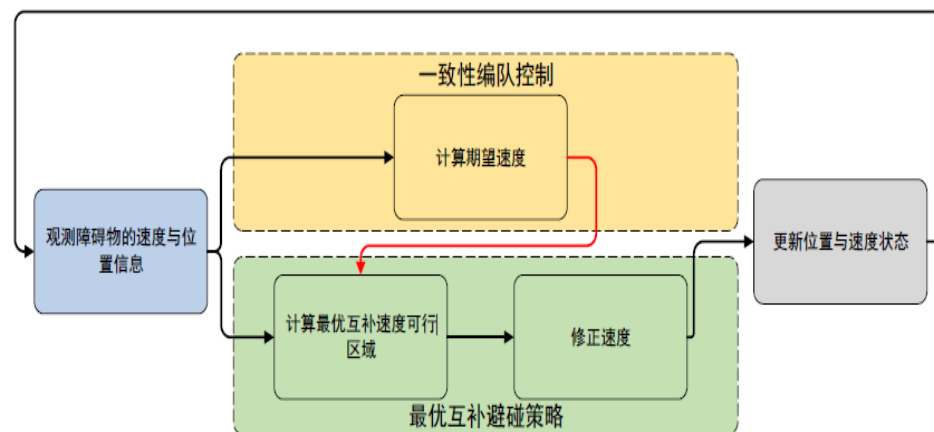 一致性编队控制
计算期望速度
观测障碍物的速度与位
置信息
更新位置与速度状态
计算最优互补速度可行
区域
修正速度
最优互补避碰策略